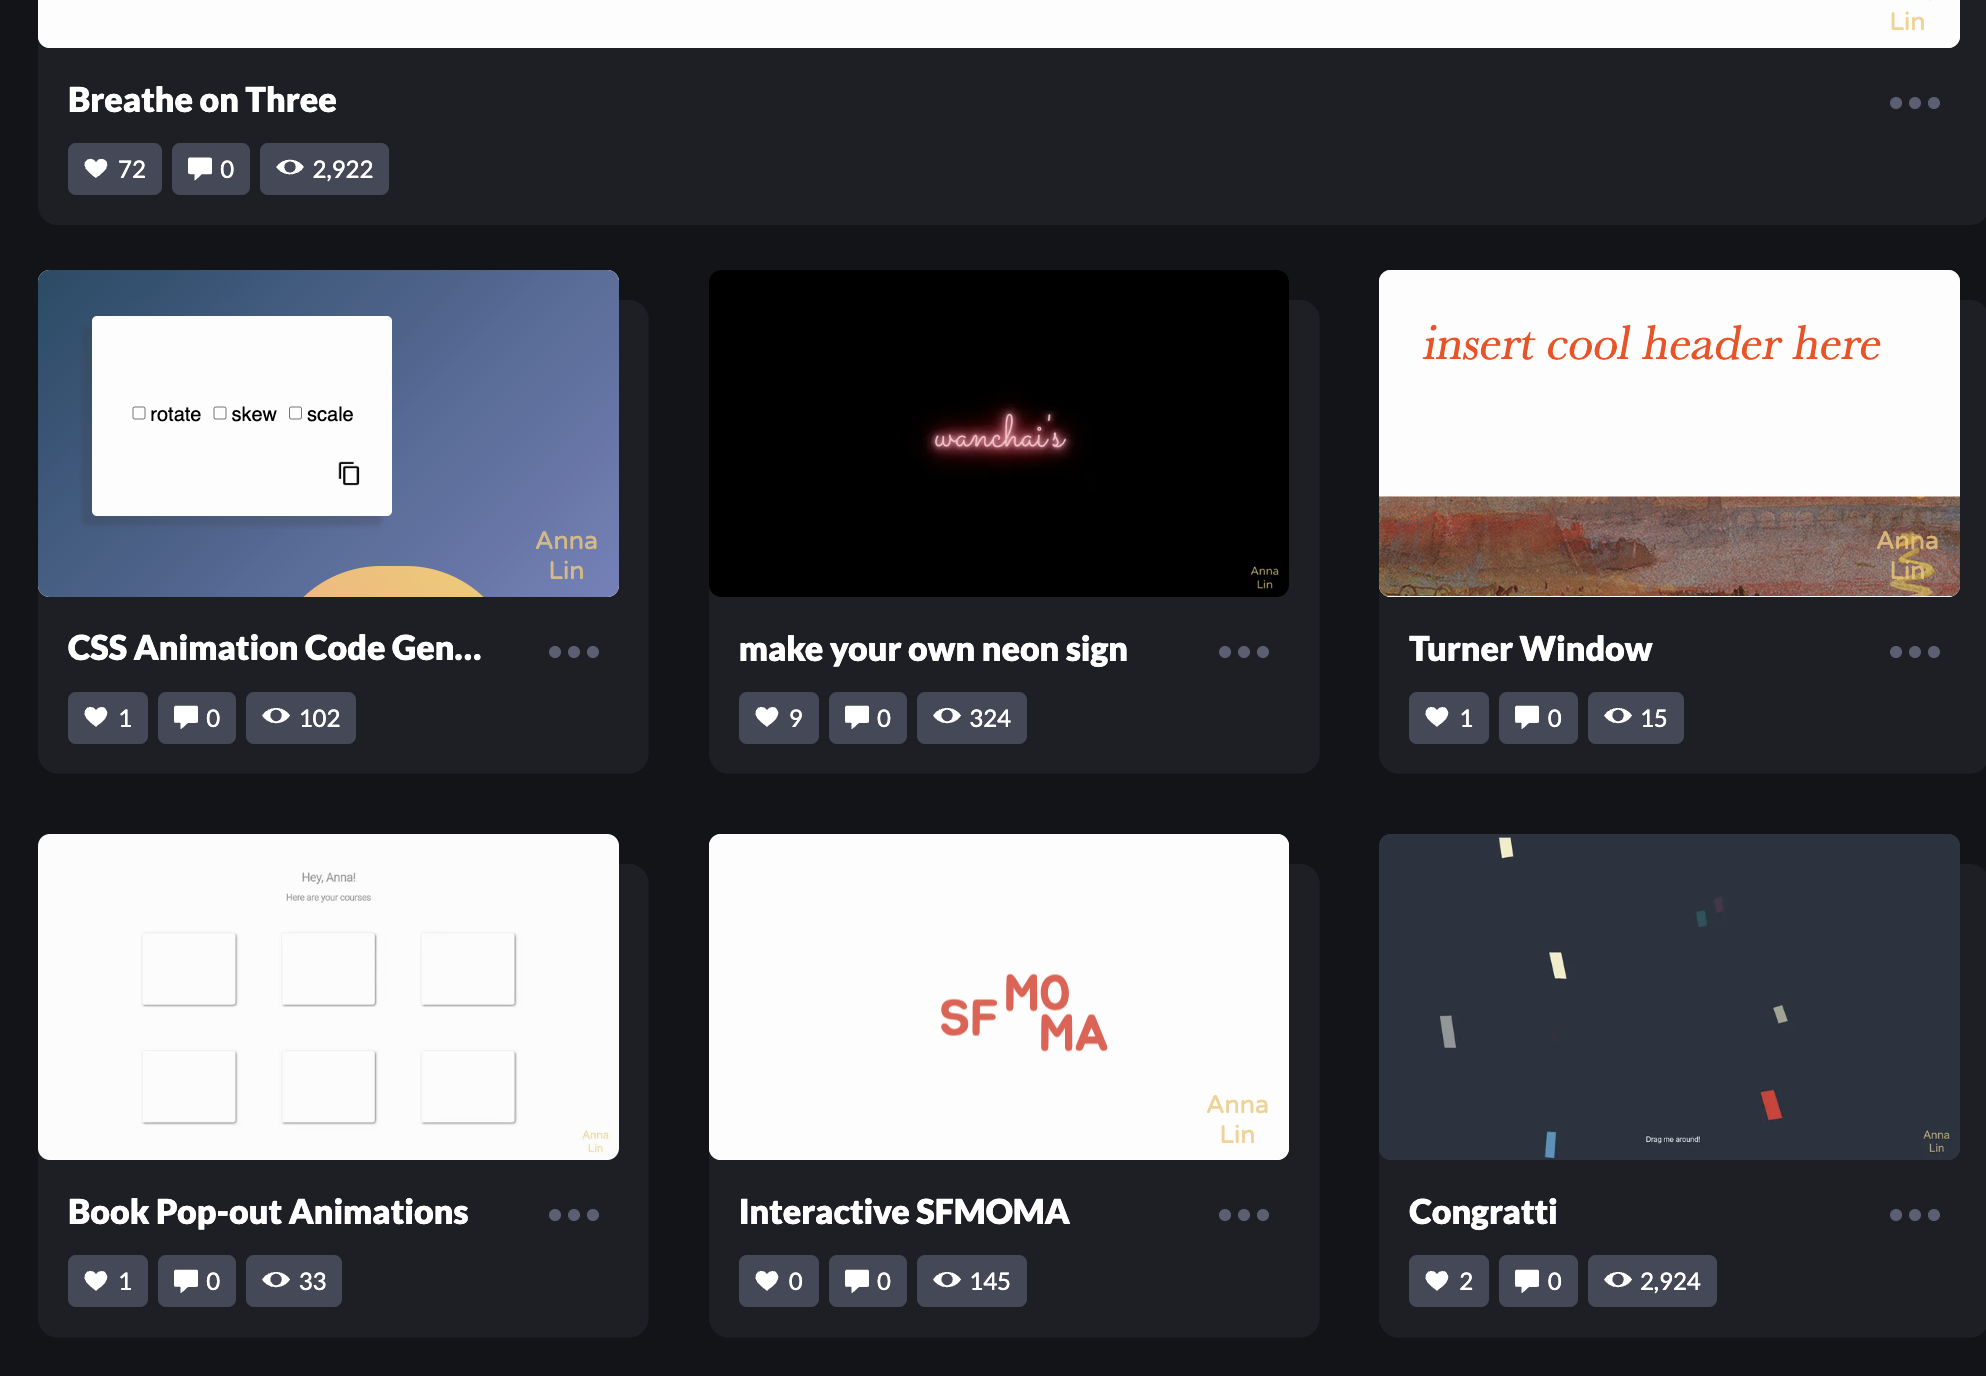 Lin
Breathe on Three
72 0 2,922
rotate skew scale
Anna
Lin
wanchai's
Anna
Lin
insert cool header here
Anna
Lin
CSS Animation Code Gen...
make your own neon sign
Turner Window
1 0 102
9 0 324
1 0 15
Hey, Anna!
Here are your courses
Anna
Lin
SF MO
MA
Anna
Lin
Drag me around!
Anna
Lin
Book Pop-out Animations
Interactive SFMOMA
Congratti
1 0 33
0 0 145
2 0 2,924